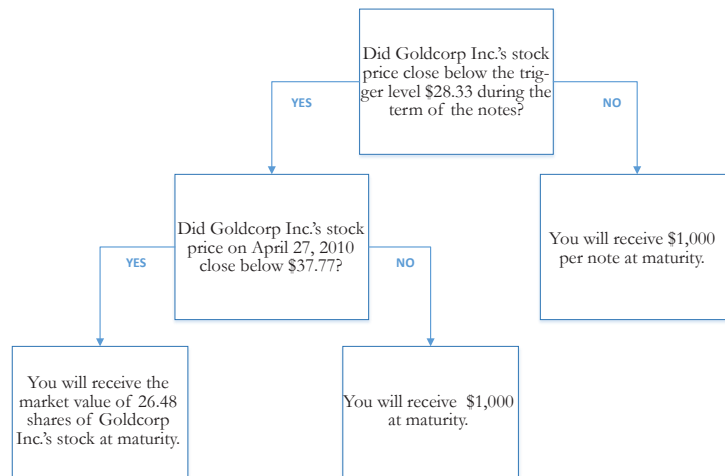 Did Goldcorp Inc.'s stock
price close below the trig-
ger level $28.33 during the
term of the notes?
YES
NO
Did Goldcorp Inc.'s stock
price on April 27, 2010
close below $37.77?
You will receive $1,000
per note at maturity.
YES
NO
You will receive the
market value of 26.48
shares of Goldcorp
Inc.'s stock at maturity.
You will receive $1,000
at maturity.